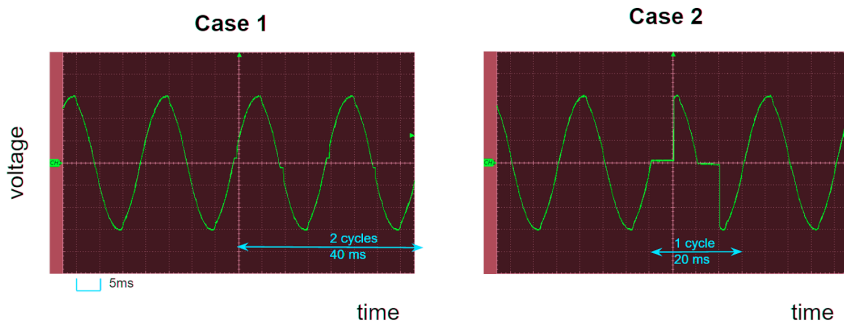 Case 1
Case 2
voltage
2 cycles
40 ms
1 cycle
20 ms
5ms
time
time